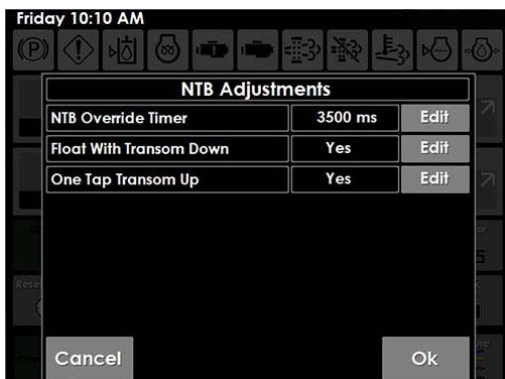 Friday 10:10 AM
NTB Adjustments
NTB Override Timer 3500 ms Edit
Float With Transom Down Yes Edit
One Tap Transom Up Yes Edit
Cancel Ok